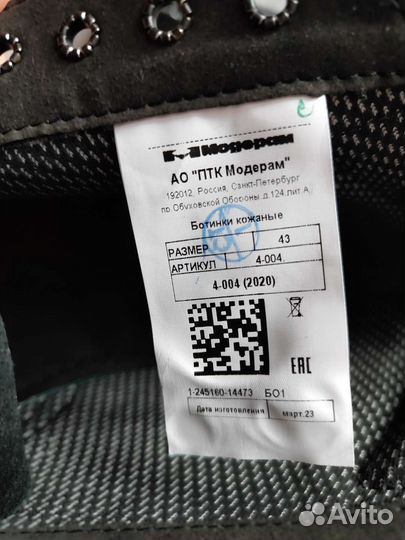 Модерам
АО "ПТК Модерам"
192012, Россия, Санкт-Петербург
пр.Обуховской Обороны,д.124,лит А,
Ботинки кожаные
РАЗМЕР 43
АРТИКУЛ 4-004
4-004 (2020)
EAC
1-245160-14473 БО1
Дата изготовления март.23
Avito